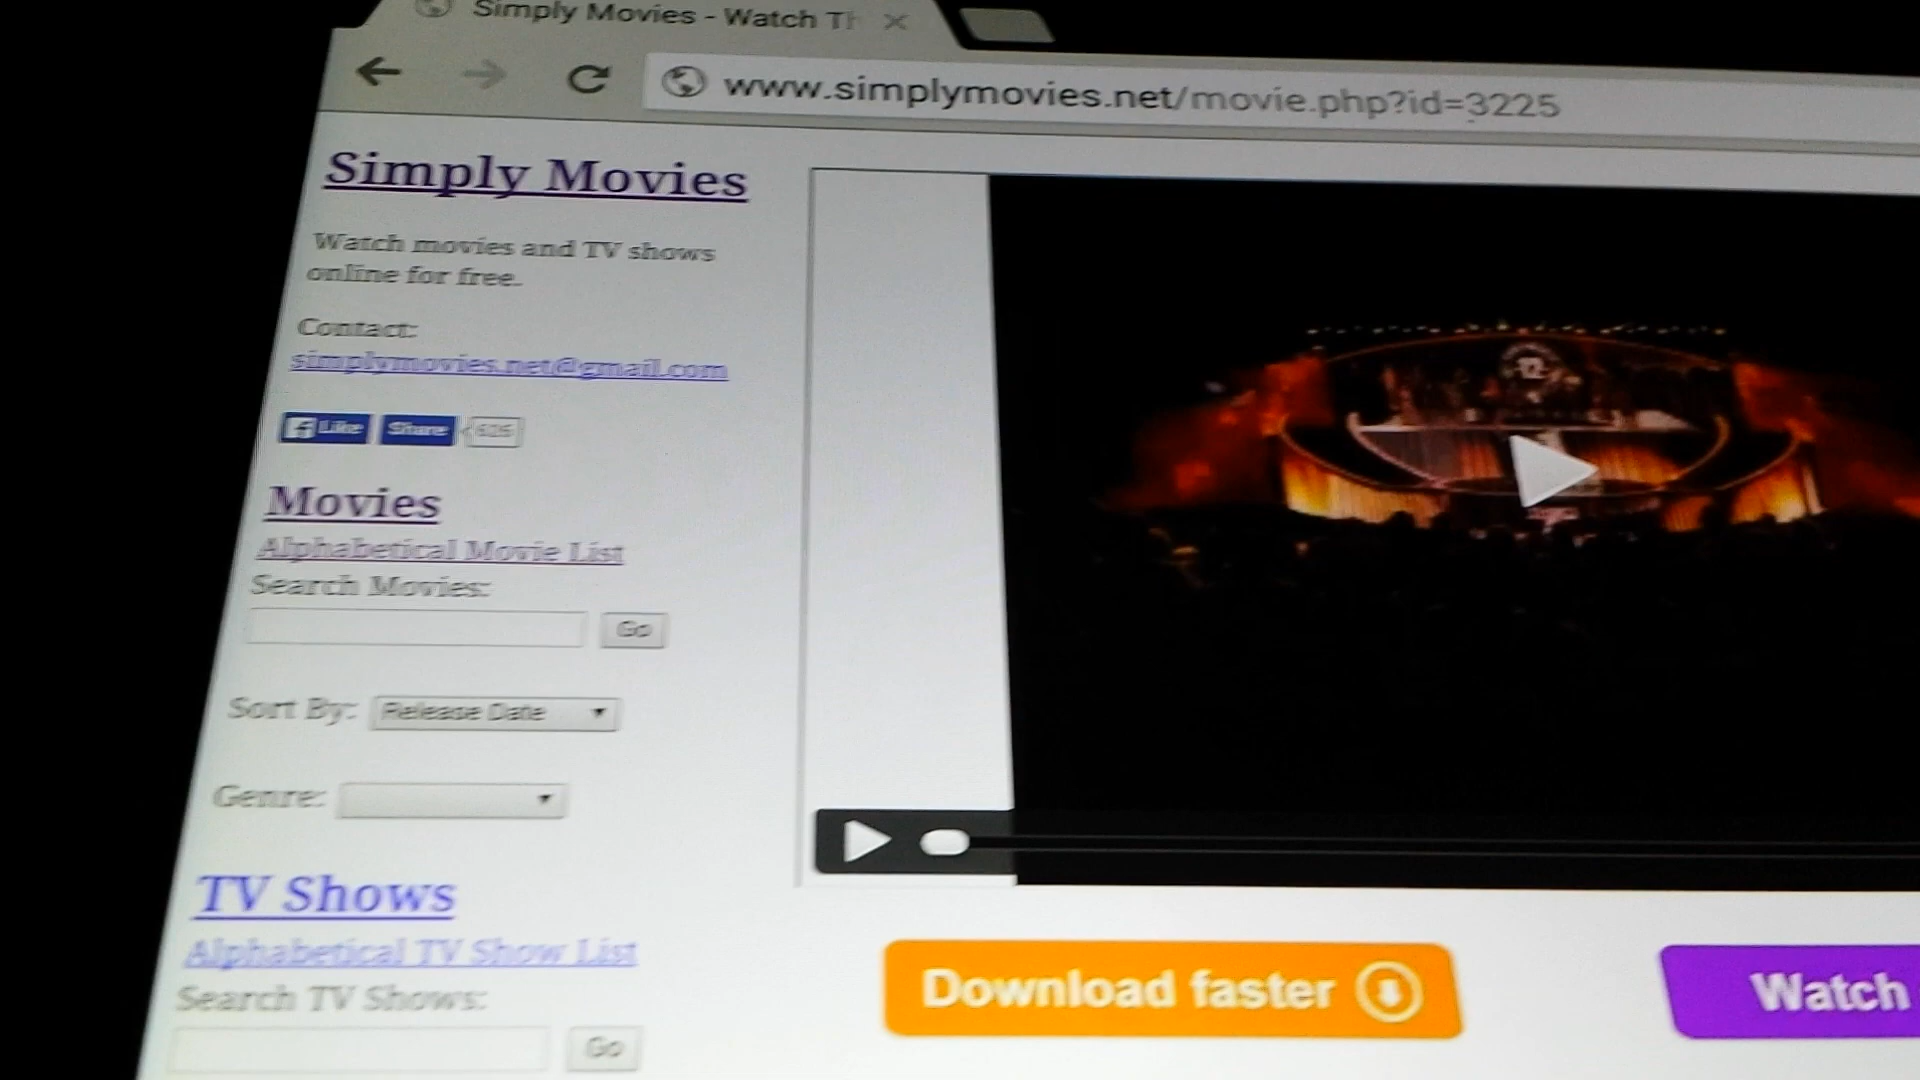 Simply Movies - Watch Th
www.simplymovies.net/movie.php?id=3225
Simply Movies
Watch movies and TV shows
online for free.
Contact:
simplymovies.net@gmail.com
Like Share 625
Movies
Alphabetical Movie List
Search Movies:
Go
Sort By: Release Date
Genre:
TV Shows
Alphabetical TV Show List
Search TV Shows:
Go
12
Download faster
Watch